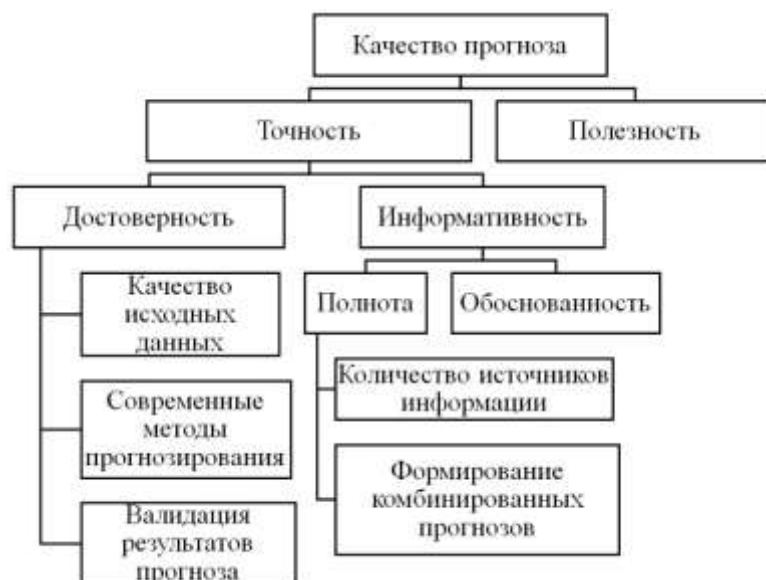 Качество прогноза
Точность
Полезность
Достоверность
Информативность
Качество
исходных
данных
Полнота
Обоснованность
Количество источников
информации
Современные
методы
прогнозирования
Формирование
комбинированных
прогнозов
Валидация
результатов
прогноза